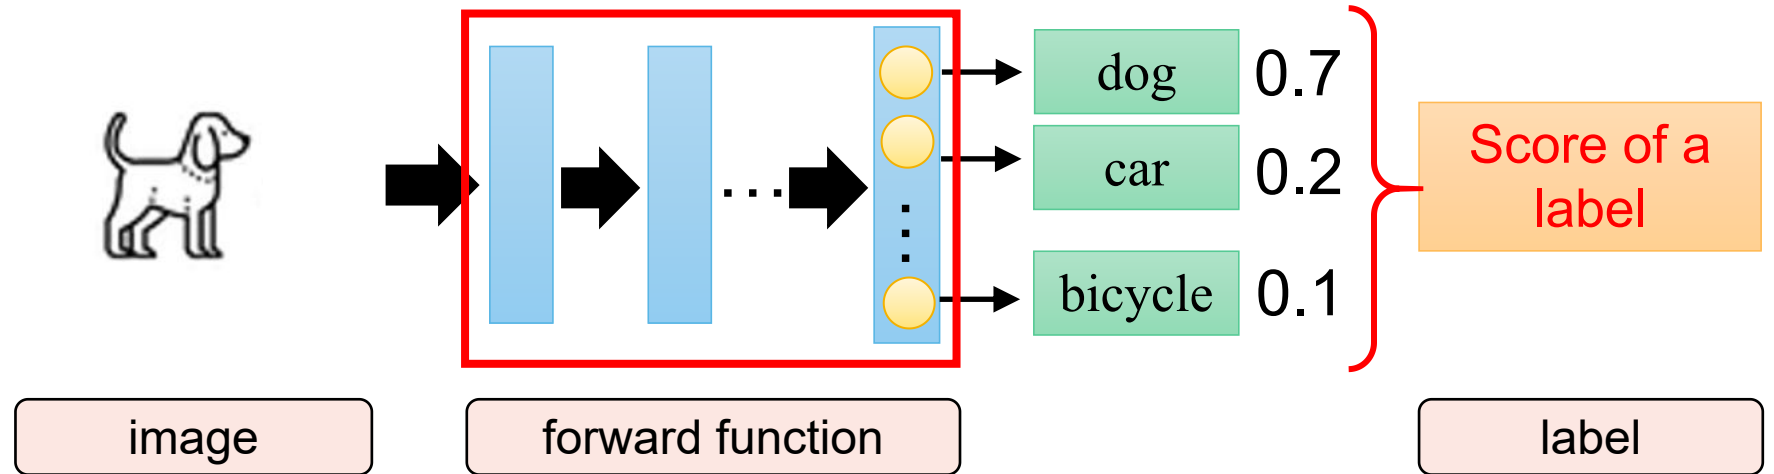 dog 0.7
car 0.2
bicycle 0.1
Score of a
label
image
forward function
label